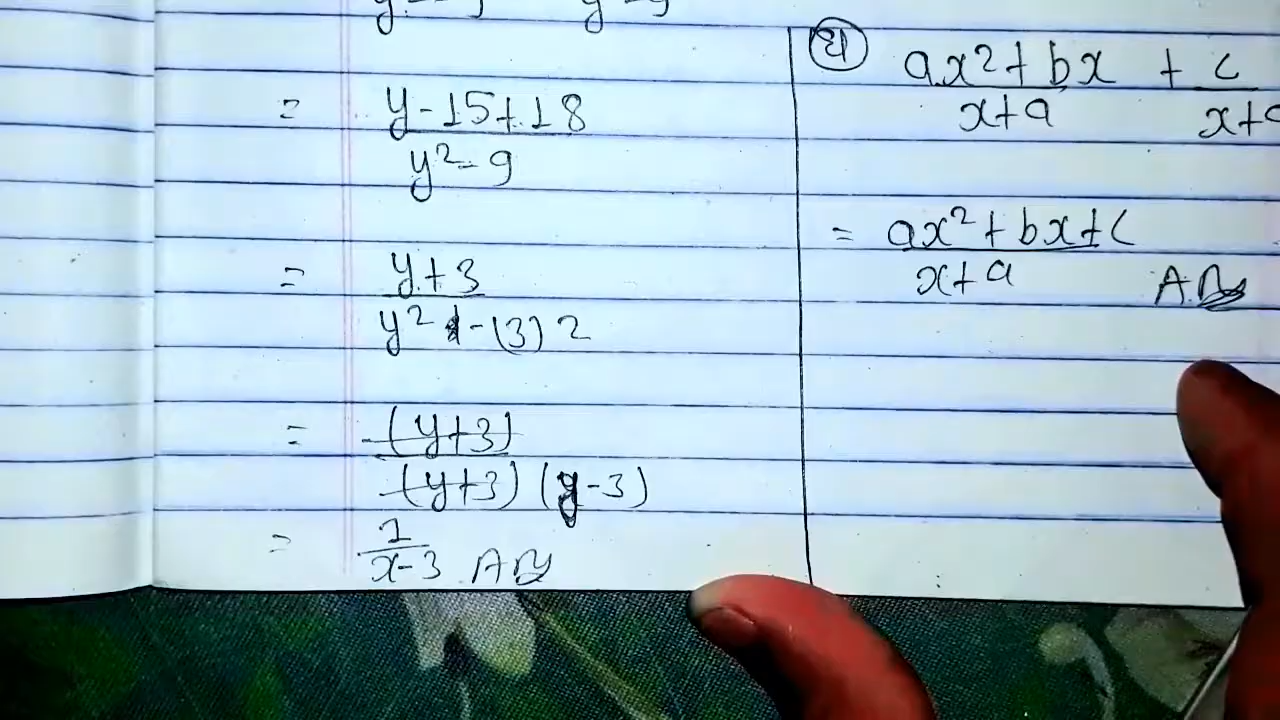 = y-15+18
y²-9
= y+3
y² -(3)2
= (y+3)
(y+3) (y-3)
= 1
x-3 Ans
घ ax²+bx + c
x+a x+a
= ax²+bx+c
x+a Ans